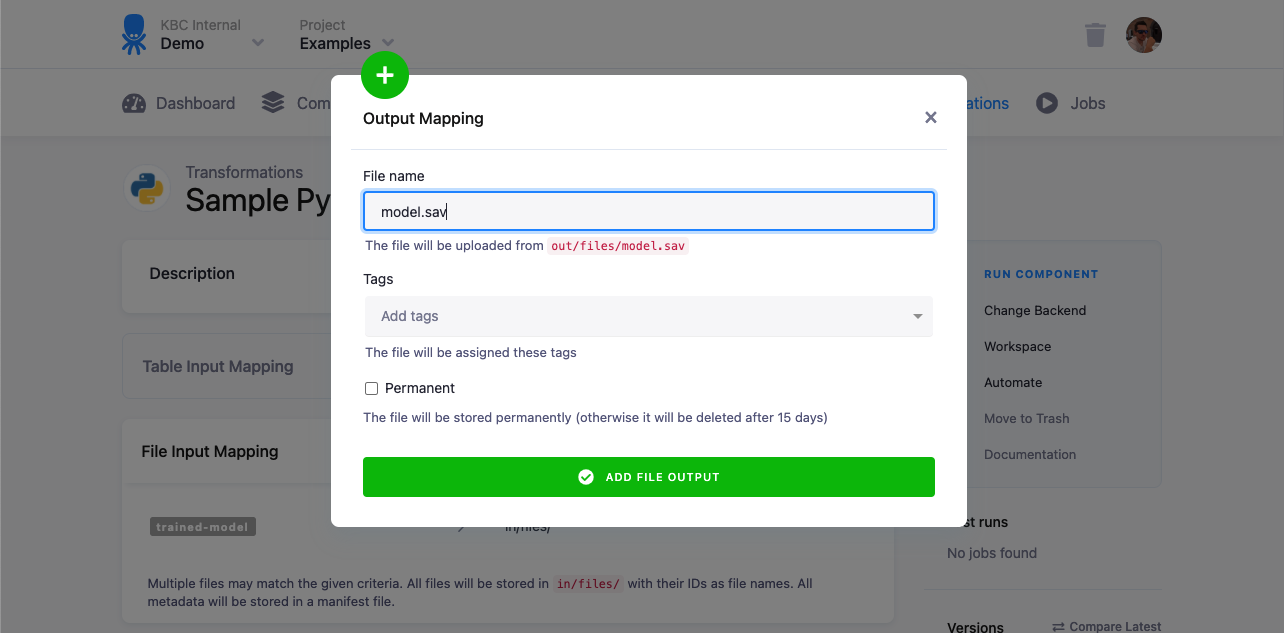 KBC Internal
Demo
Project
Examples
Dashboard
Jobs
Output Mapping
File name
model.sav
The file will be uploaded from out/files/model.sav
Tags
Add tags
The file will be assigned these tags
Permanent
The file will be stored permanently (otherwise it will be deleted after 15 days)
ADD FILE OUTPUT
Transformations
Sample Py
Description
Table Input Mapping
File Input Mapping
trained-model
in/files/
Multiple files may match the given criteria. All files will be stored in in/files/ with their IDs as file names. All
metadata will be stored in a manifest file.
RUN COMPONENT
Change Backend
Workspace
Automate
Move to Trash
Documentation
runs
No jobs found
Versions
Compare Latest